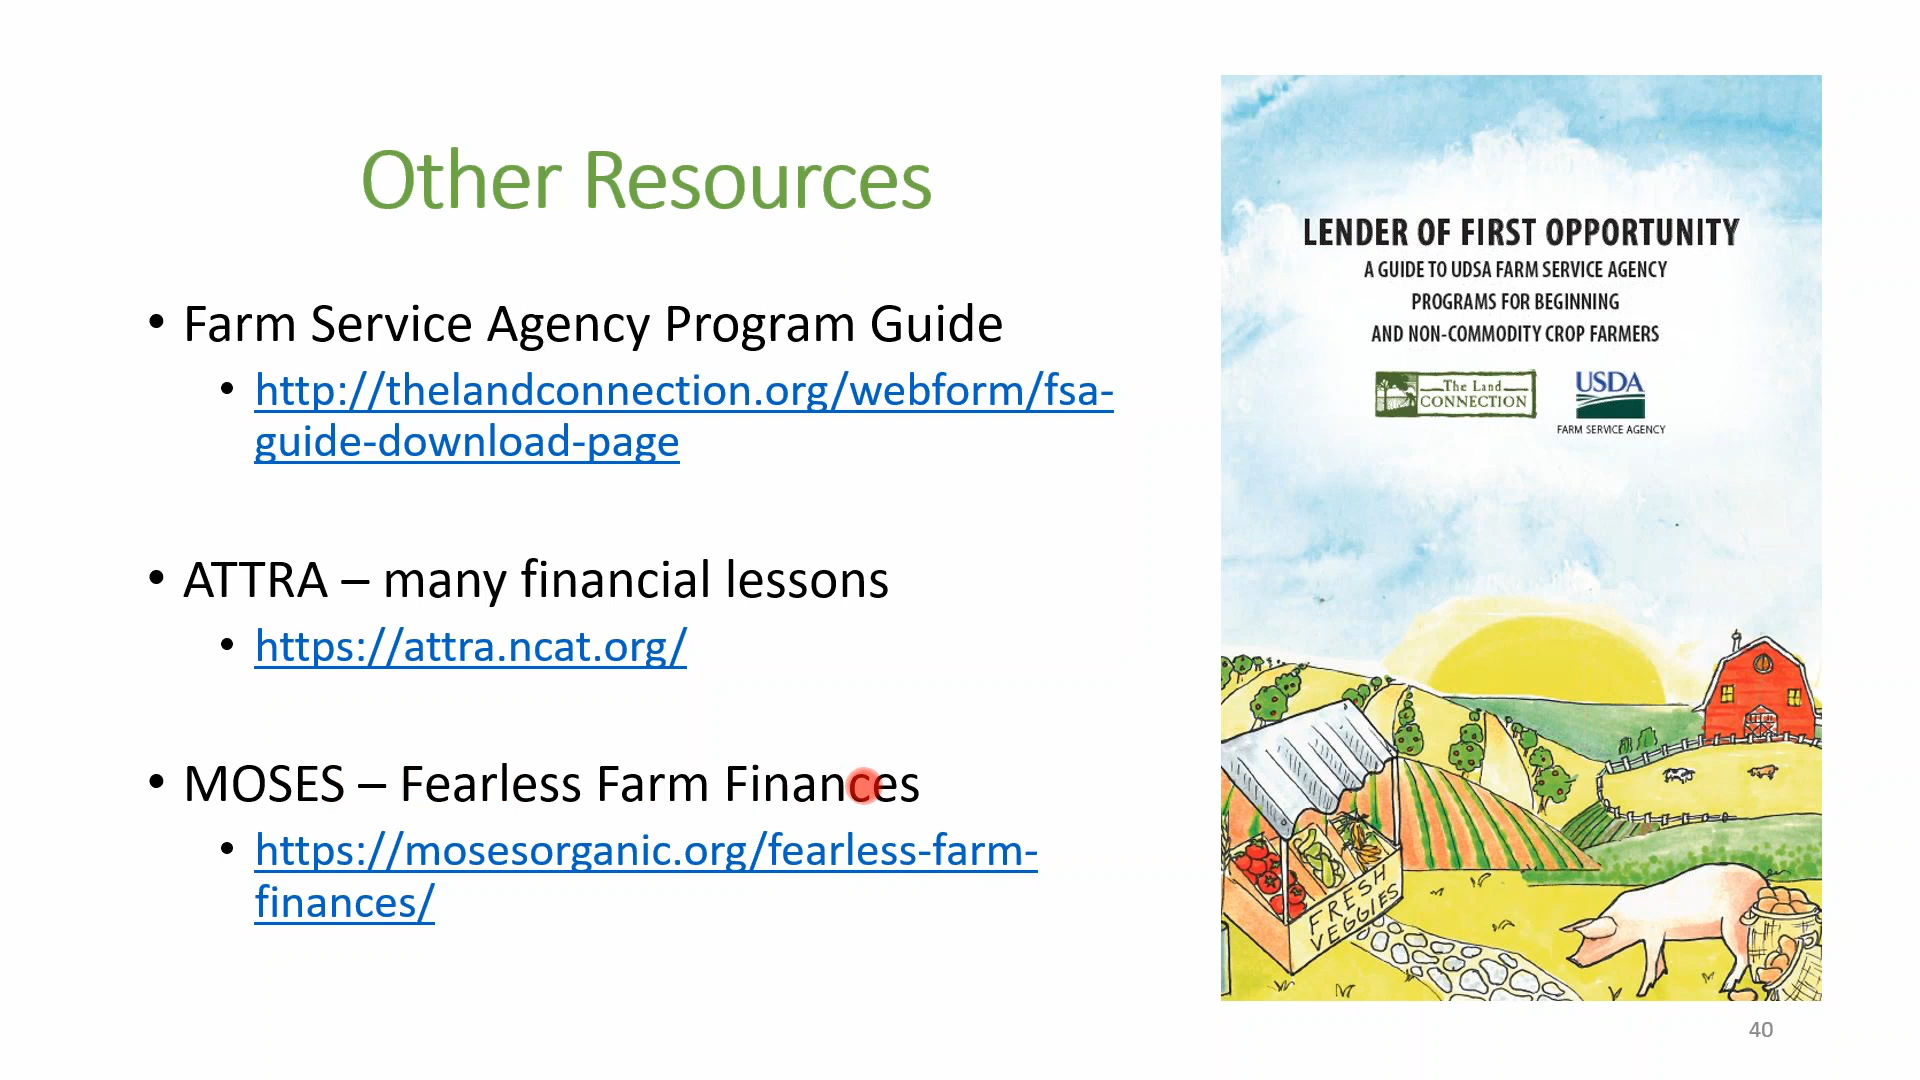 Other Resources
• Farm Service Agency Program Guide
• http://thelandconnection.org/webform/fsa-
guide-download-page
• ATTRA – many financial lessons
• https://attra.ncat.org/
• MOSES – Fearless Farm Finances
• https://mosesorganic.org/fearless-farm-
finances/
LENDER OF FIRST OPPORTUNITY
A GUIDE TO UDSA FARM SERVICE AGENCY
PROGRAMS FOR BEGINNING
AND NON-COMMODITY CROP FARMERS
The Land
CONNECTION
USDA
FARM SERVICE AGENCY
FRESH
VEGGIES
40